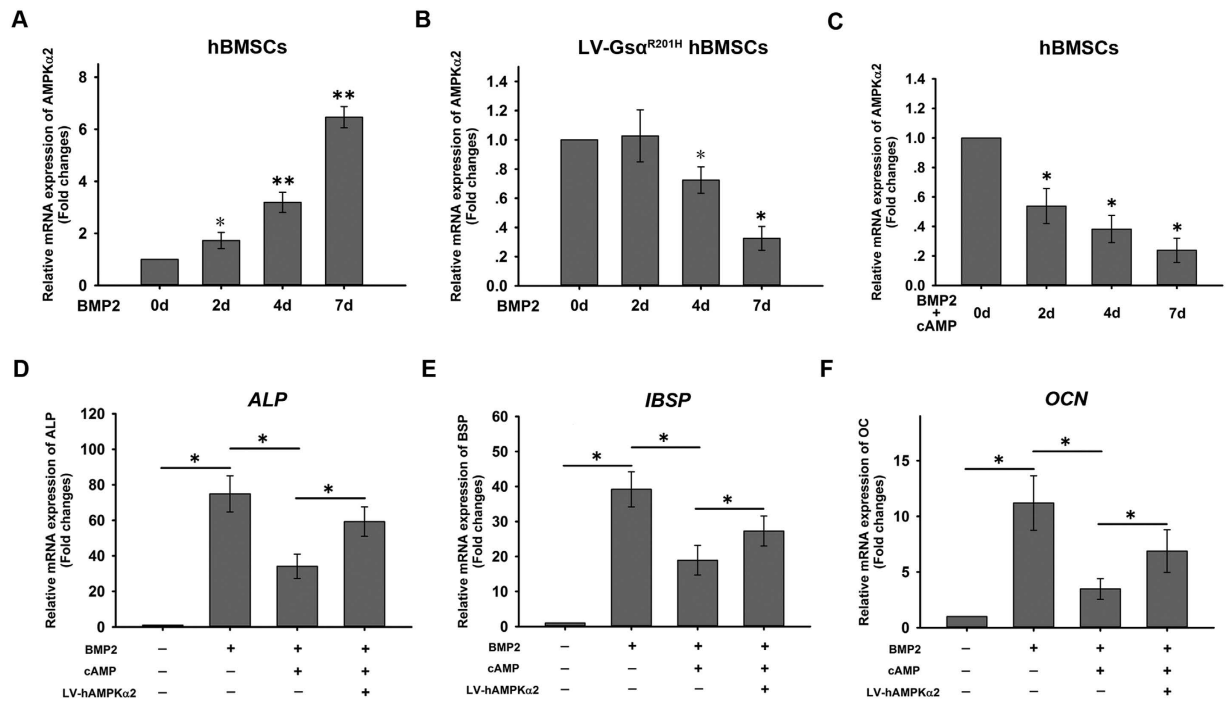 A
hBMSCs
Relative mRNA expression of AMPKα2
(Fold changes)
8
6
4
2
0
*
**
**
BMP2 0d 2d 4d 7d
B
LV-Gsαᴿ²⁰¹ᴴ hBMSCs
Relative mRNA expression of AMPKα2
(Fold changes)
1.4
1.2
1.0
.8
.6
.4
.2
0.0
*
*
BMP2 0d 2d 4d 7d
C
hBMSCs
Relative mRNA expression of AMPKα2
(Fold changes)
1.4
1.2
1.0
.8
.6
.4
.2
0.0
*
*
*
BMP2
+
cAMP
0d 2d 4d 7d
D
ALP
Relative mRNA expression of ALP
(Fold changes)
120
100
80
60
40
20
0
*
*
*
BMP2 – + + +
cAMP – – + +
LV-hAMPKα2 – – – +
E
IBSP
Relative mRNA expression of BSP
(Fold changes)
60
50
40
30
20
10
0
*
*
*
BMP2 – + + +
cAMP – – + +
LV-hAMPKα2 – – – +
F
OCN
Relative mRNA expression of OC
(Fold changes)
15
10
5
0
*
*
*
BMP2 – + + +
cAMP – – + +
LV-hAMPKα2 – – – +